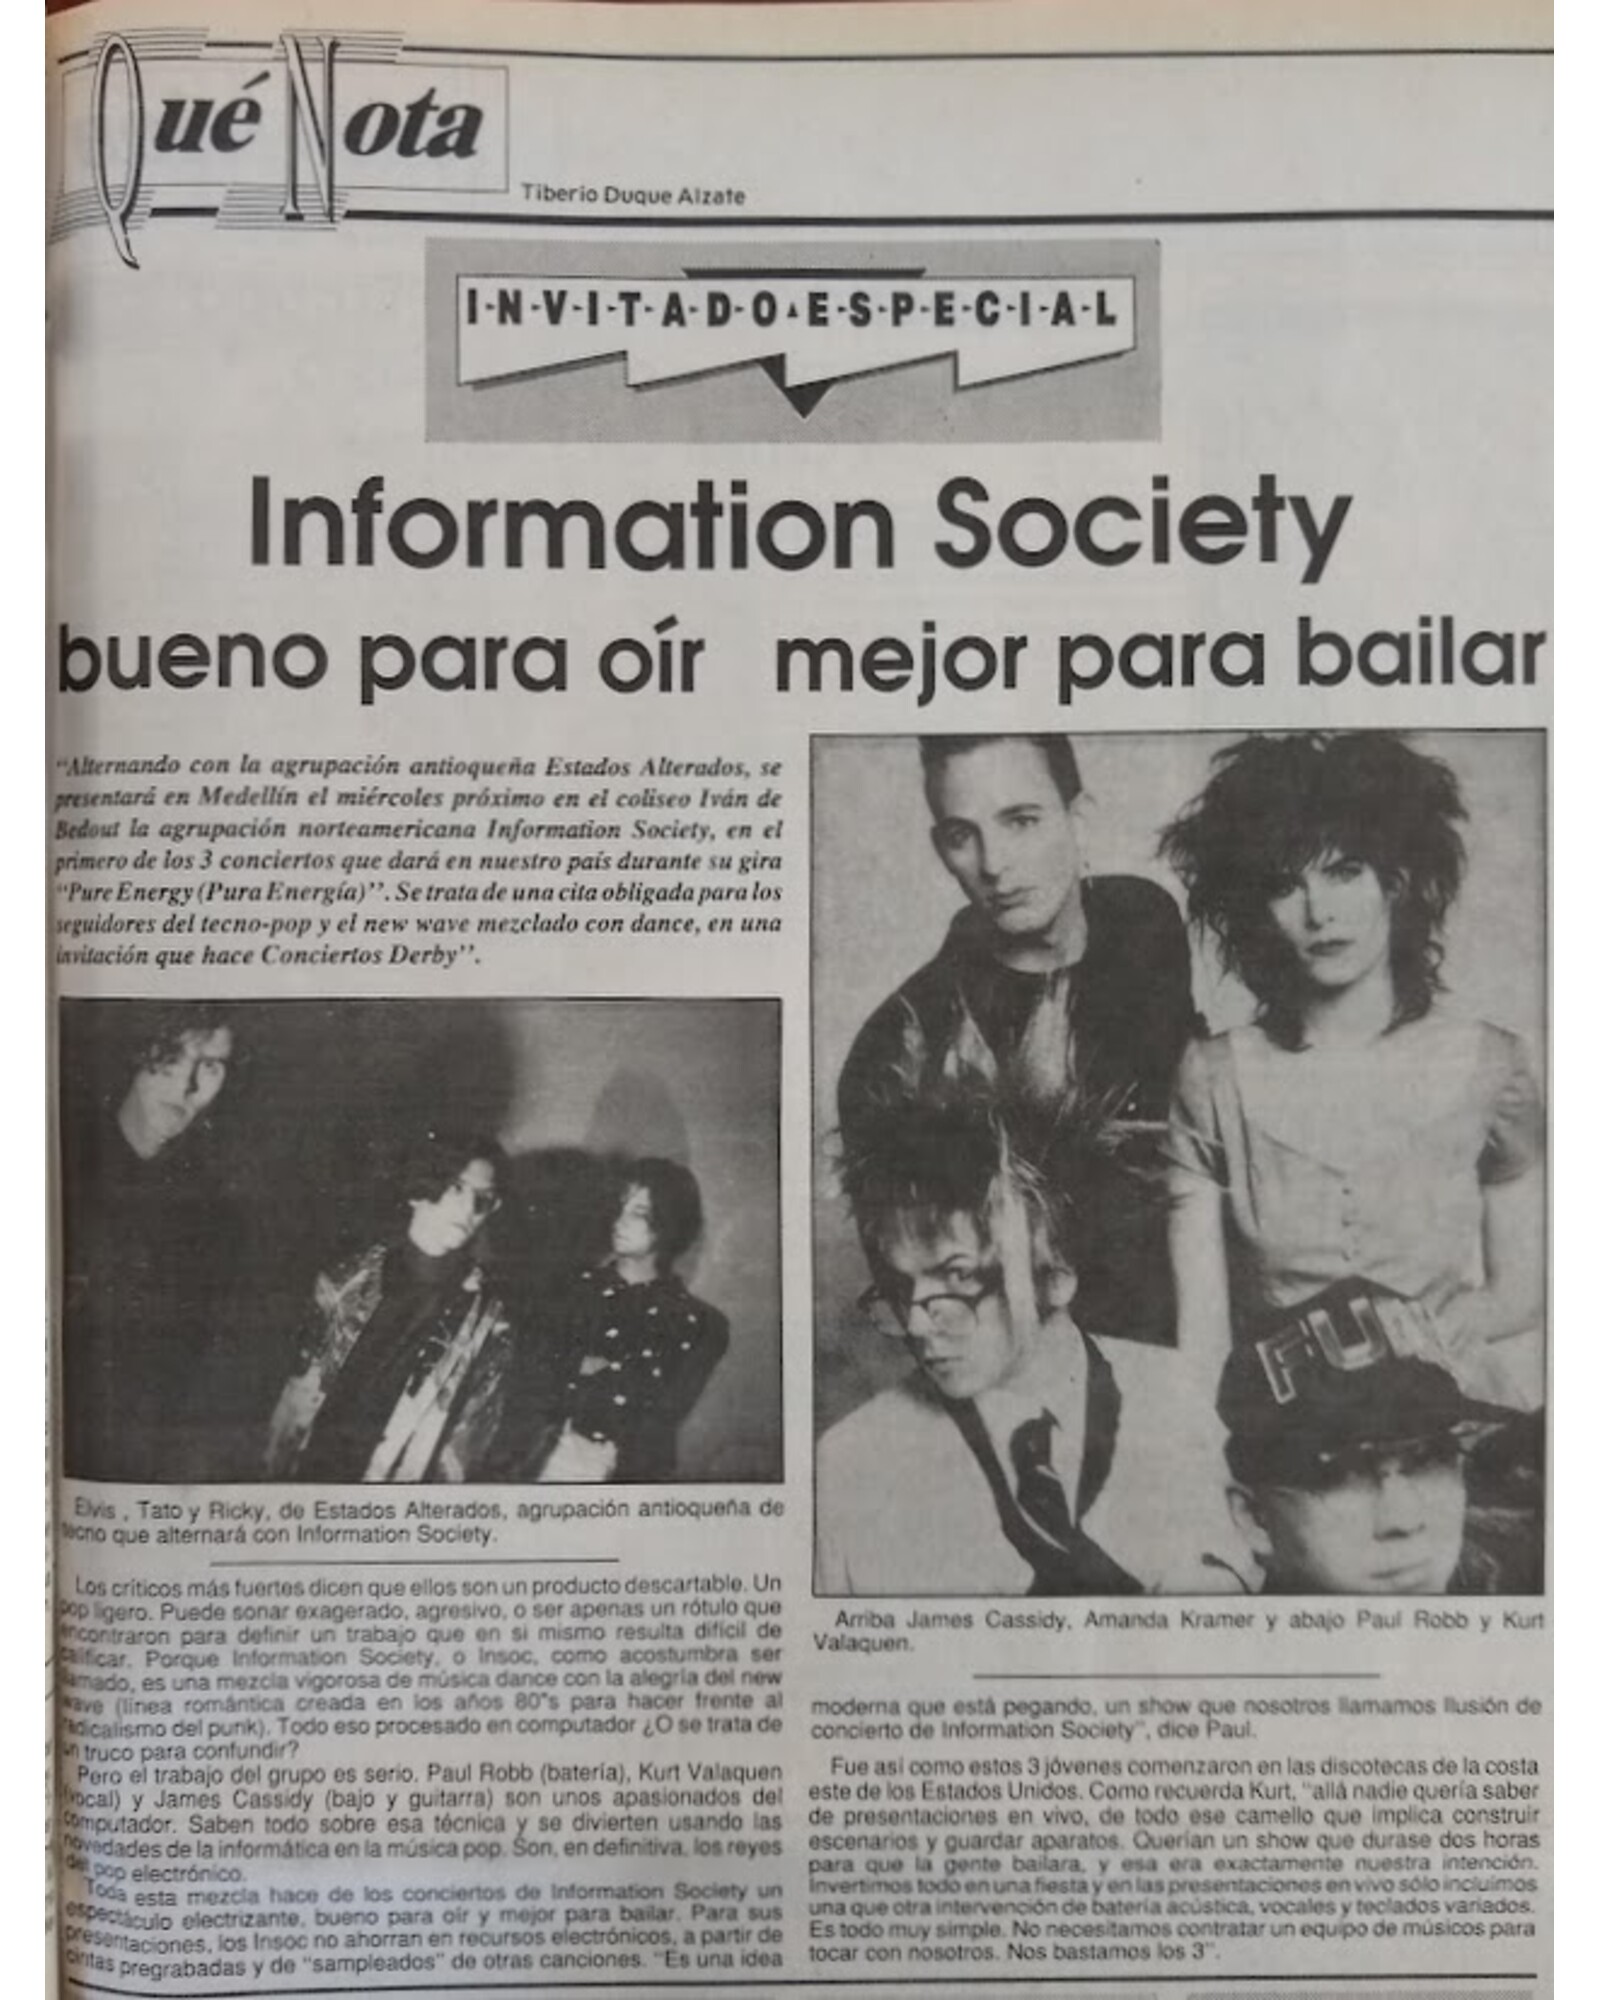 Qué Nota
Tiberio Duque Alzate
I-N-V-I-T-A-D-O E-S-P-E-C-I-A-L
Information Society
bueno para oír mejor para bailar
“Alternando con la agrupación antioqueña Estados Alterados, se
presentará en Medellín el miércoles próximo en el coliseo Iván de
Bedout la agrupación norteamericana Information Society, en el
primero de los 3 conciertos que dará en nuestro país durante su gira
“Pure Energy (Pura Energía)”. Se trata de una cita obligada para los
seguidores del tecno-pop y el new wave mezclado con dance, en una
invitación que hace Conciertos Derby”.
Elvis , Tato y Ricky, de Estados Alterados, agrupación antioqueña de
tecno que alternará con Information Society.
Los críticos más fuertes dicen que ellos son un producto descartable. Un
pop ligero. Puede sonar exagerado, agresivo, o ser apenas un rótulo que
encontraron para definir un trabajo que en si mismo resulta difícil de
calificar. Porque Information Society, o Insoc, como acostumbra ser
llamado, es una mezcla vigorosa de música dance con la alegría del new
wave (línea romántica creada en los años 80"s para hacer frente al
radicalismo del punk). Todo eso procesado en computador ¿O se trata de
un truco para confundir?
Pero el trabajo del grupo es serio. Paul Robb (batería), Kurt Valaquen
(vocal) y James Cassidy (bajo y guitarra) son unos apasionados del
computador. Saben todo sobre esa técnica y se divierten usando las
novedades de la informática en la música pop. Son, en definitiva, los reyes
del pop electrónico.
Toda esta mezcla hace de los conciertos de Information Society un
espectáculo electrizante, bueno para oír y mejor para bailar. Para sus
presentaciones, los Insoc no ahorran en recursos electrónicos, a partir de
cintas pregrabadas y de "sampleados" de otras canciones. "Es una idea
FU
Arriba James Cassidy, Amanda Kramer y abajo Paul Robb y Kurt
Valaquen.
moderna que está pegando, un show que nosotros llamamos Ilusión de
concierto de Information Society", dice Paul.
Fue así como estos 3 jóvenes comenzaron en las discotecas de la costa
este de los Estados Unidos. Como recuerda Kurt, "allá nadie quería saber
de presentaciones en vivo, de todo ese camello que implica construir
escenarios y guardar aparatos. Querían un show que durase dos horas
para que la gente bailara, y esa era exactamente nuestra intención.
Invertimos todo en una fiesta y en las presentaciones en vivo sólo incluimos
una que otra intervención de batería acústica, vocales y teclados variados.
Es todo muy simple. No necesitamos contratar un equipo de músicos para
tocar con nosotros. Nos bastamos los 3".